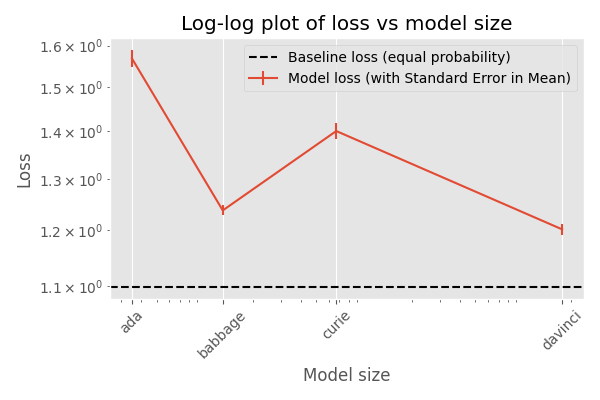 Log-log plot of loss vs model size
Baseline loss (equal probability)
Model loss (with Standard Error in Mean)
Loss
1.6 × 10⁰
1.5 × 10⁰
1.4 × 10⁰
1.3 × 10⁰
1.2 × 10⁰
1.1 × 10⁰
ada
babbage
curie
davinci
Model size